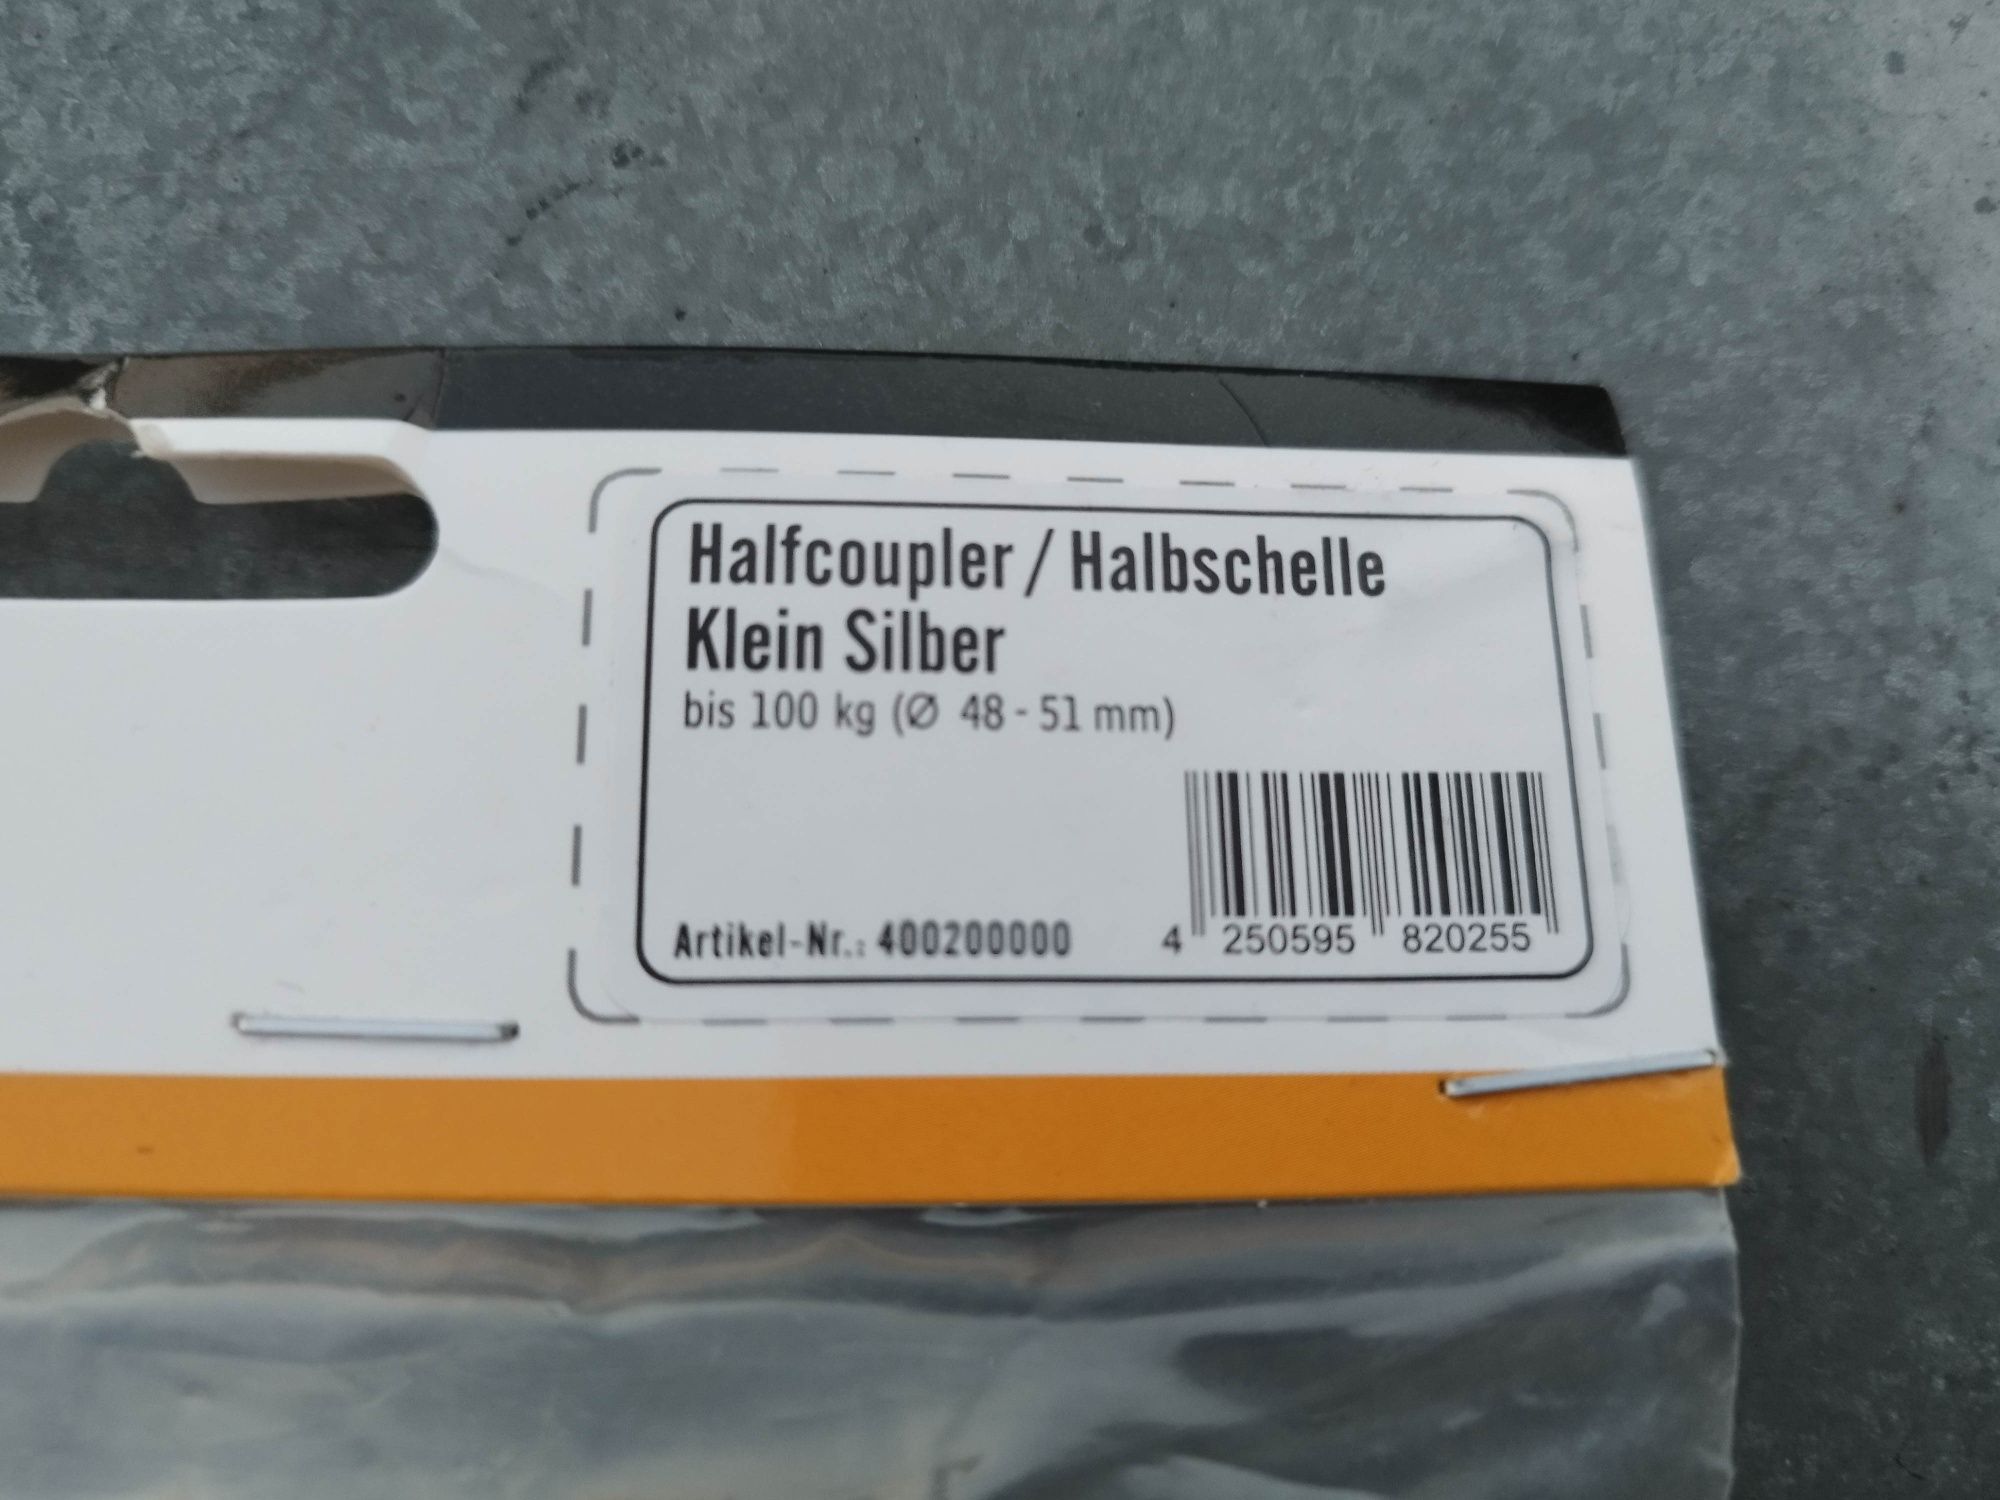 Halfcoupler / Halbschelle
Klein Silber
bis 100 kg (Ø 48 - 51 mm)
Artikel-Nr.: 400200000
4 250595 820255